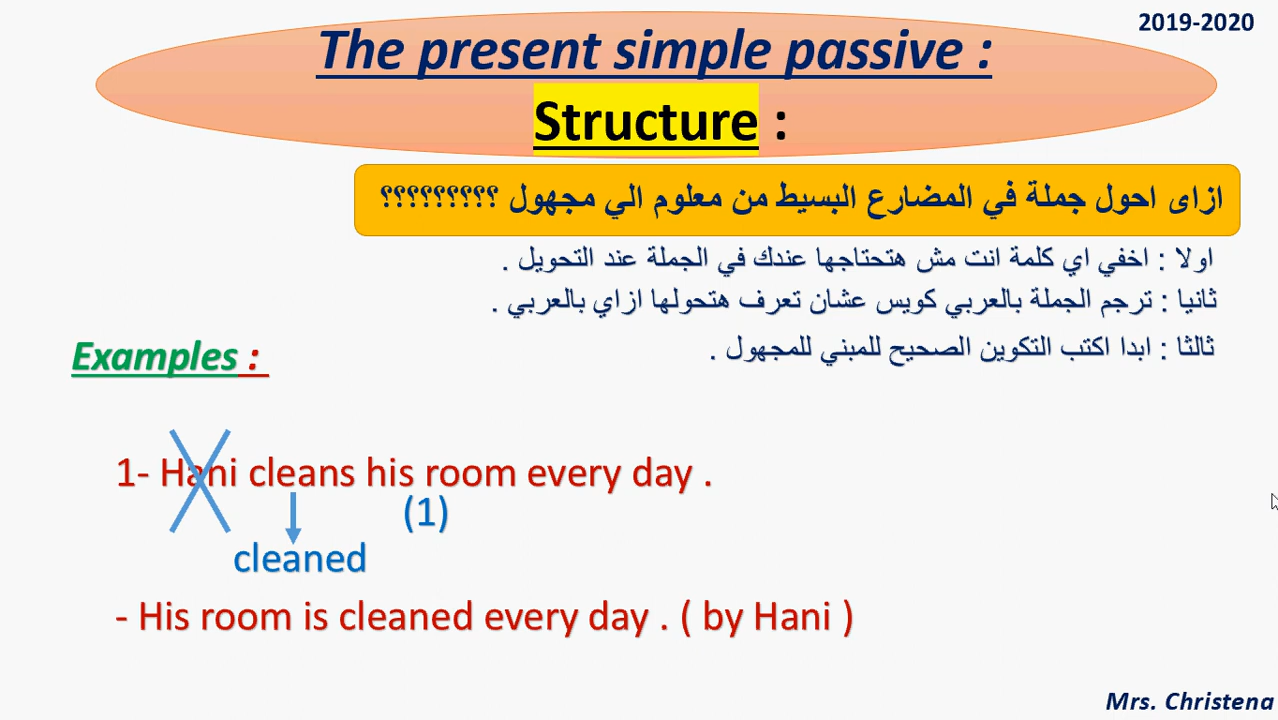 2019-2020
The present simple passive :
Structure :
ازاى احول جملة في المضارع البسيط من معلوم الي مجهول ؟؟؟؟؟؟؟؟؟
اولا : اخفي اي كلمة انت مش هتحتاجها عندك في الجملة عند التحويل .
ثانيا : ترجم الجملة بالعربي كويس عشان تعرف هتحولها ازاي بالعربي .
ثالثا : ابدا اكتب التكوين الصحيح للمبني للمجهول .
Examples :
1- Hani cleans his room every day .
(1)
cleaned
- His room is cleaned every day . ( by Hani )
Mrs. Christena